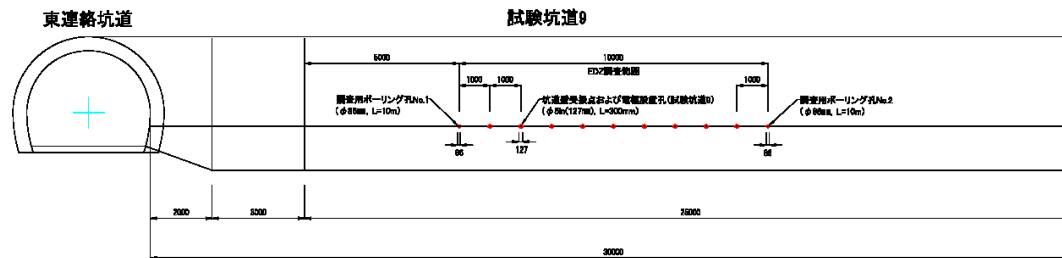 東連絡坑道
試験坑道9
5000
10000
EDZ調査範囲
1000
1000
1000
調査用ボーリング孔No.1
(φ86mm, L=10m)
坑道壁受振点および電極設置孔(試験坑道9)
(φ5in(127mm), L=300mm)
調査用ボーリング孔No.2
(φ86mm, L=10m)
86
127
86
2000
3000
25000
30000